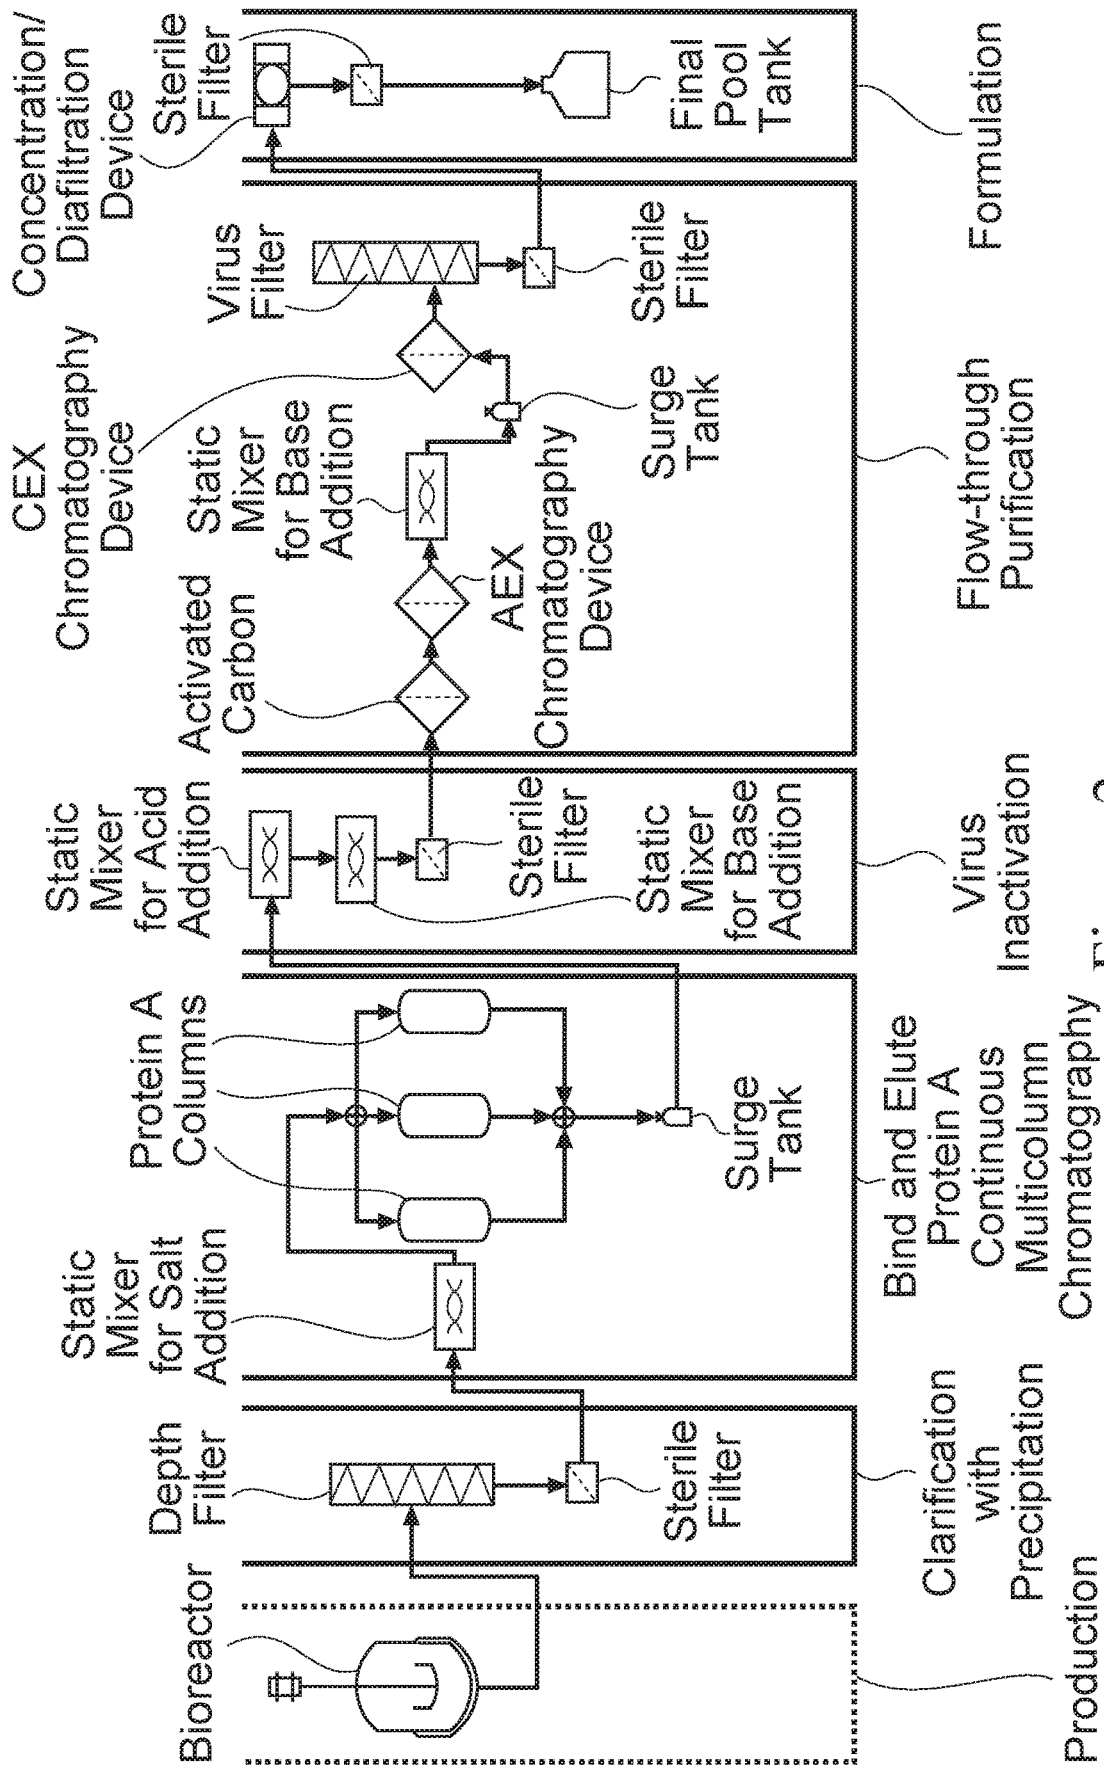 Bioreactor
Depth
Filter
Static
Mixer
for Salt
Addition
Protein A
Columns
Static
Mixer
for Acid
Addition
Activated
Carbon
CEX
Chromatography
Device
Static
Mixer
for Base
Addition
Virus
Filter
Concentration/
Diafiltration
Device
Sterile
Filter
Sterile
Filter
Surge
Tank
Sterile
Filter
Static
Mixer
for Base
Addition
AEX
Chromatography
Device
Surge
Tank
Sterile
Filter
Final
Pool
Tank
Production
Clarification
with
Precipitation
Bind and Elute
Protein A
Continuous
Multicolumn
Chromatography
Virus
Inactivation
Flow-through
Purification
Formulation